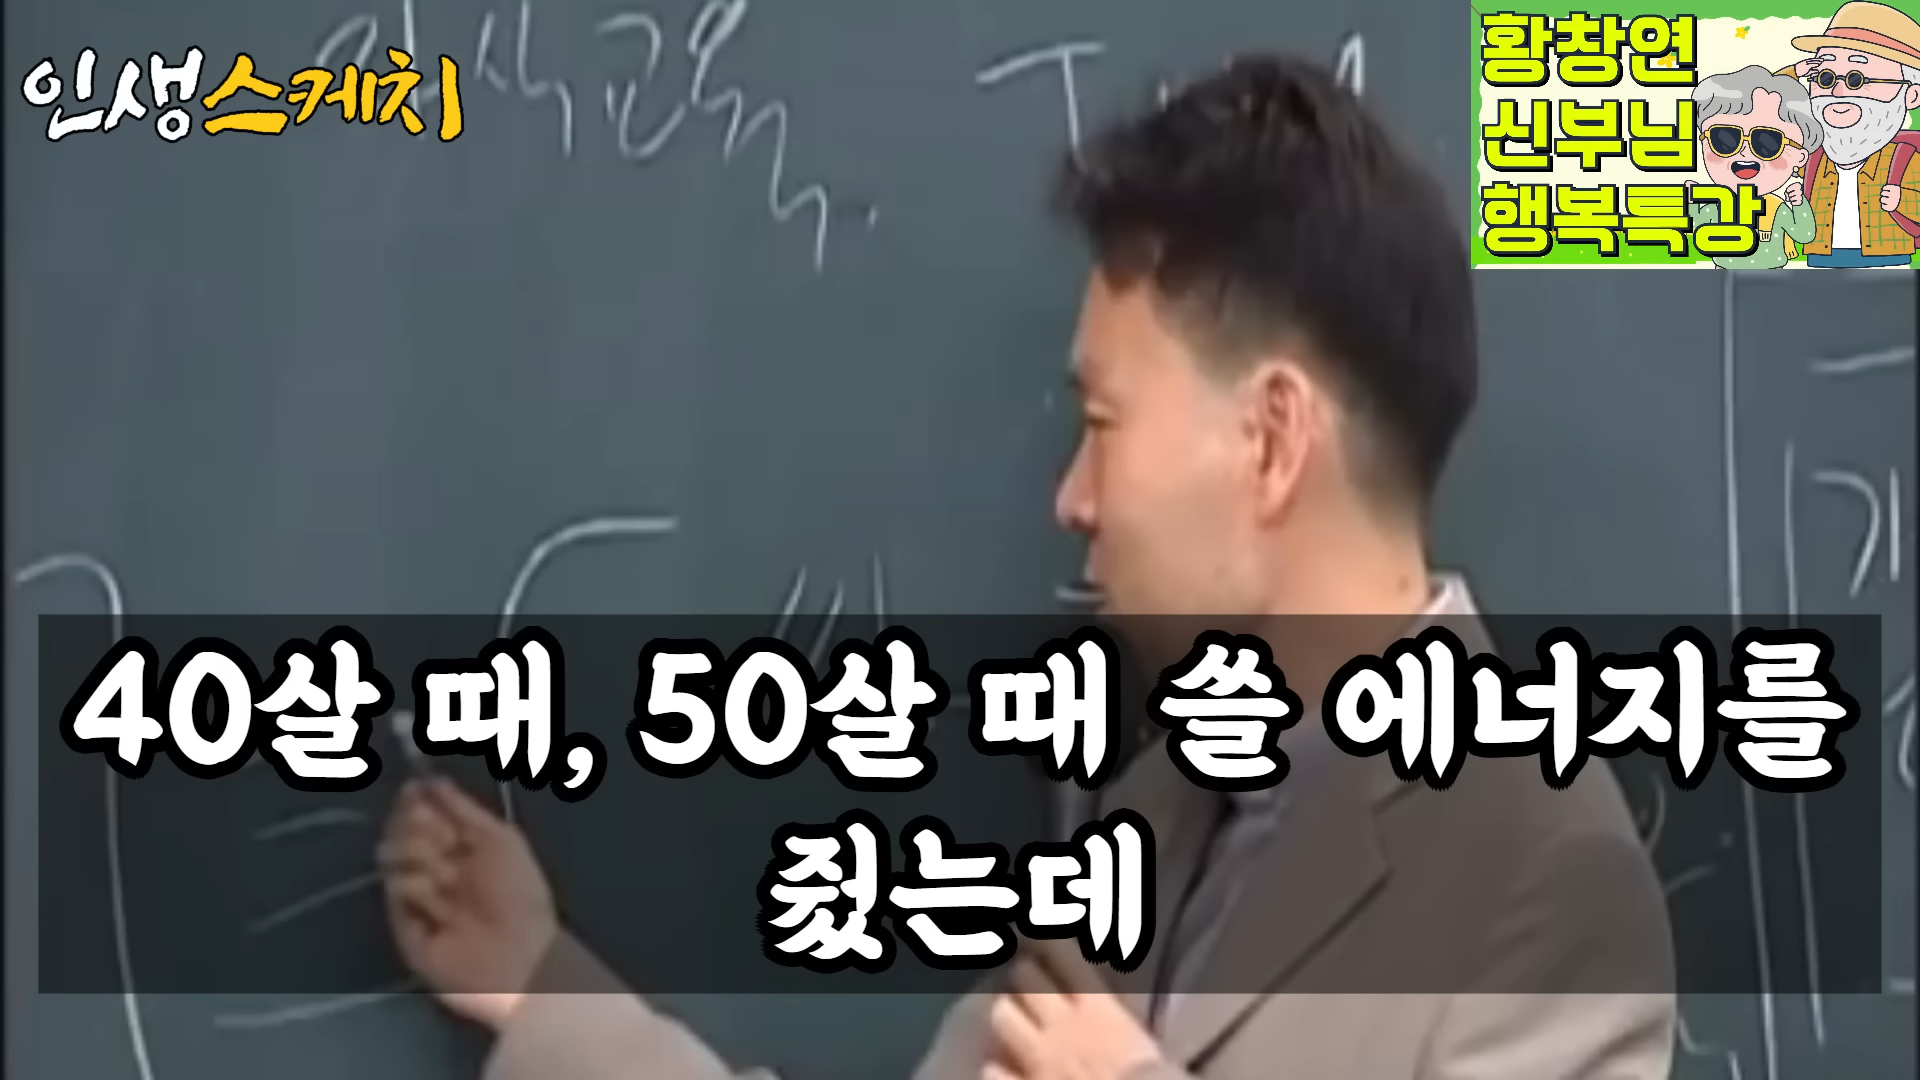 인생스케치
황창연
신부님
행복특강
40살 때, 50살 때 쓸 에너지를
줬는데